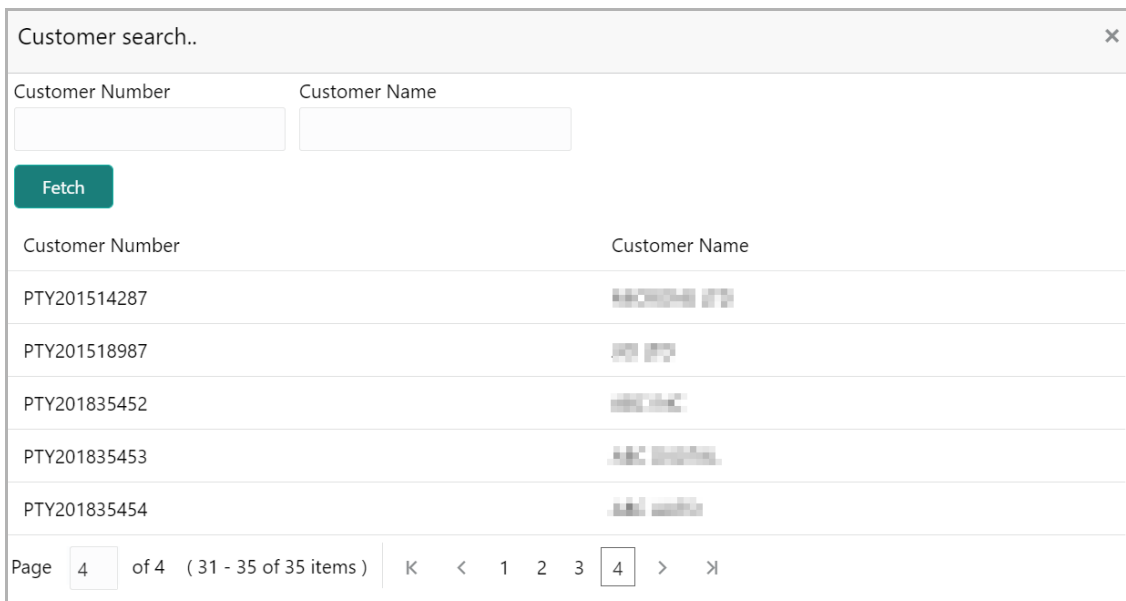 Customer search..
Customer Number Customer Name
Fetch
Customer Number Customer Name
PTY201514287
PTY201518987
PTY201835452
PTY201835453
PTY201835454
Page 4 of 4 ( 31 - 35 of 35 items ) 1 2 3 4